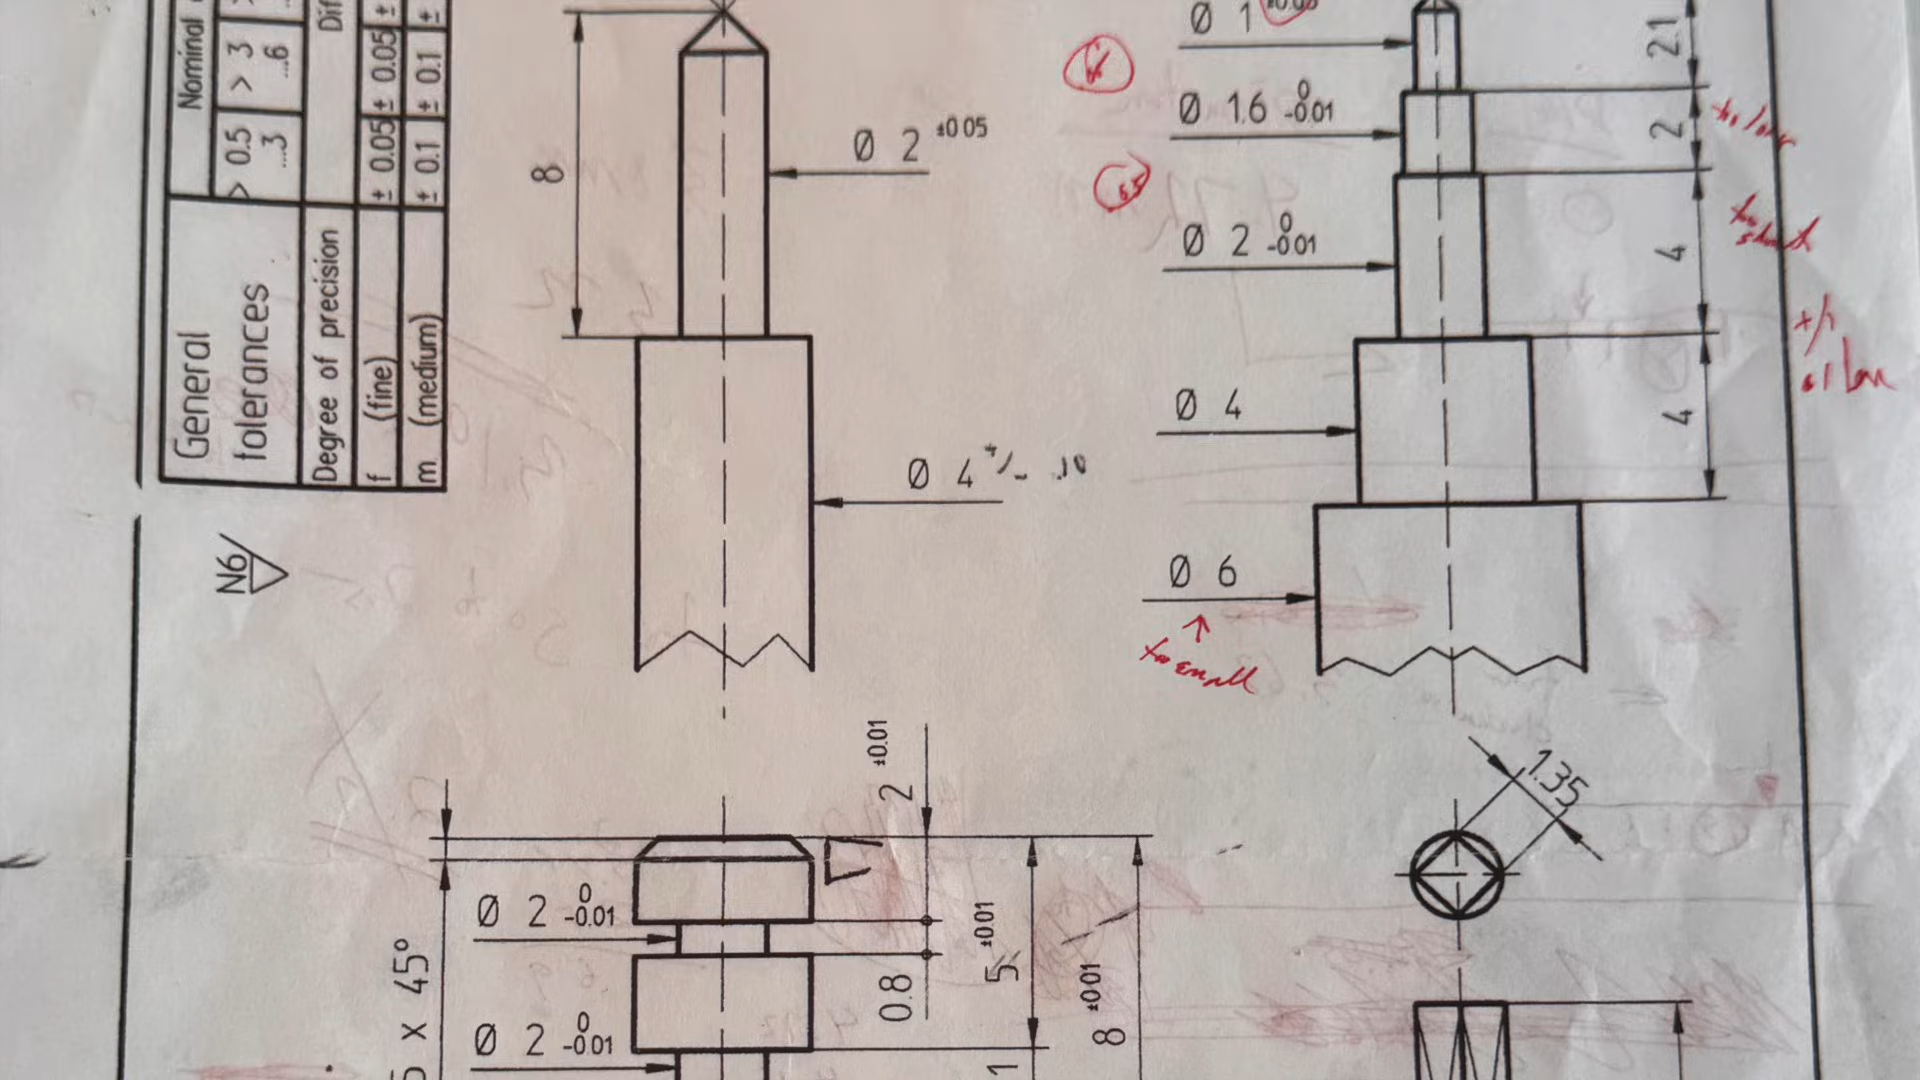 General
tolerances
Nominal
> 0.5
...3
> 3
...6
Degree of precision
f (fine)
± 0.05
± 0.05
m (medium)
± 0.1
± 0.1
N6
8
Ø 2 ±0.05
Ø 4 +/- .10
Ø 1
Ø 1.6 0 -0.01
Ø 2 0 -0.01
Ø 4
Ø 6
too small
2.1
2
4
too short
4
+/-
2 ±0.01
0.8
5 ±0.01
8 ±0.01
1
Ø 2 0 -0.01
Ø 2 0 -0.01
x 45°
1.35